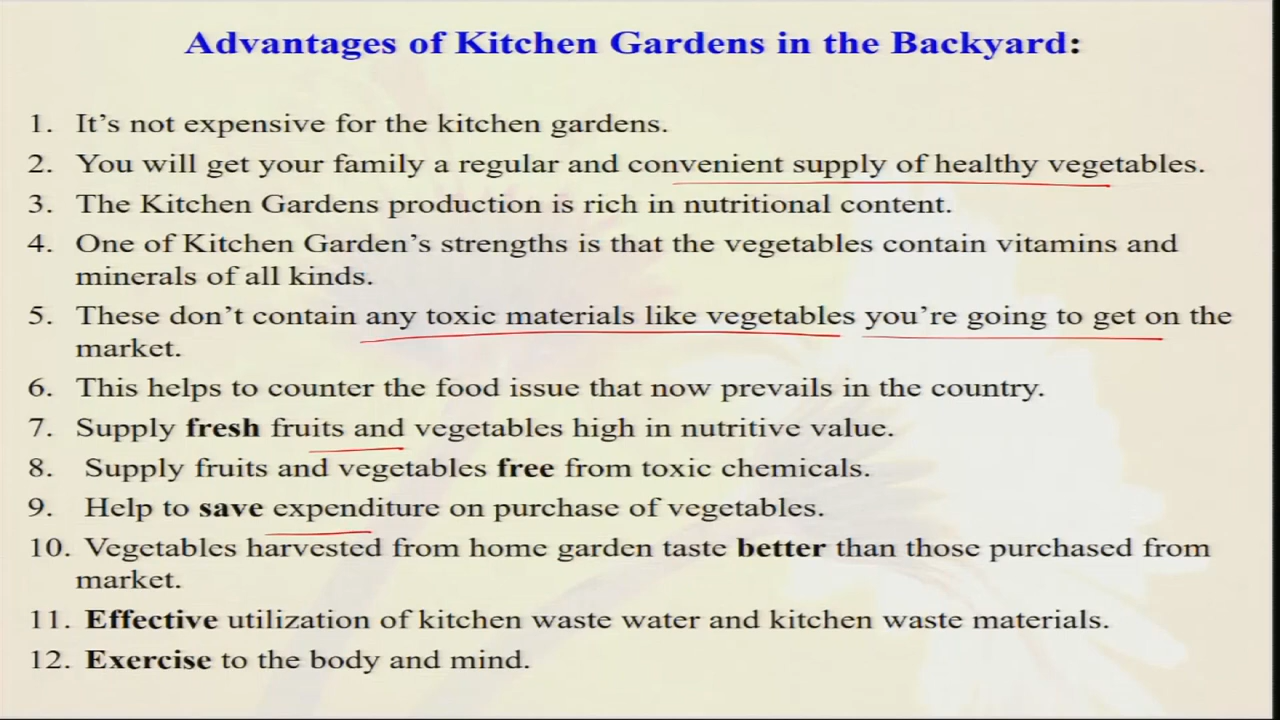 Advantages of Kitchen Gardens in the Backyard:
1. It's not expensive for the kitchen gardens.
2. You will get your family a regular and convenient supply of healthy vegetables.
3. The Kitchen Gardens production is rich in nutritional content.
4. One of Kitchen Garden's strengths is that the vegetables contain vitamins and
minerals of all kinds.
5. These don't contain any toxic materials like vegetables you're going to get on the
market.
6. This helps to counter the food issue that now prevails in the country.
7. Supply fresh fruits and vegetables high in nutritive value.
8. Supply fruits and vegetables free from toxic chemicals.
9. Help to save expenditure on purchase of vegetables.
10. Vegetables harvested from home garden taste better than those purchased from
market.
11. Effective utilization of kitchen waste water and kitchen waste materials.
12. Exercise to the body and mind.